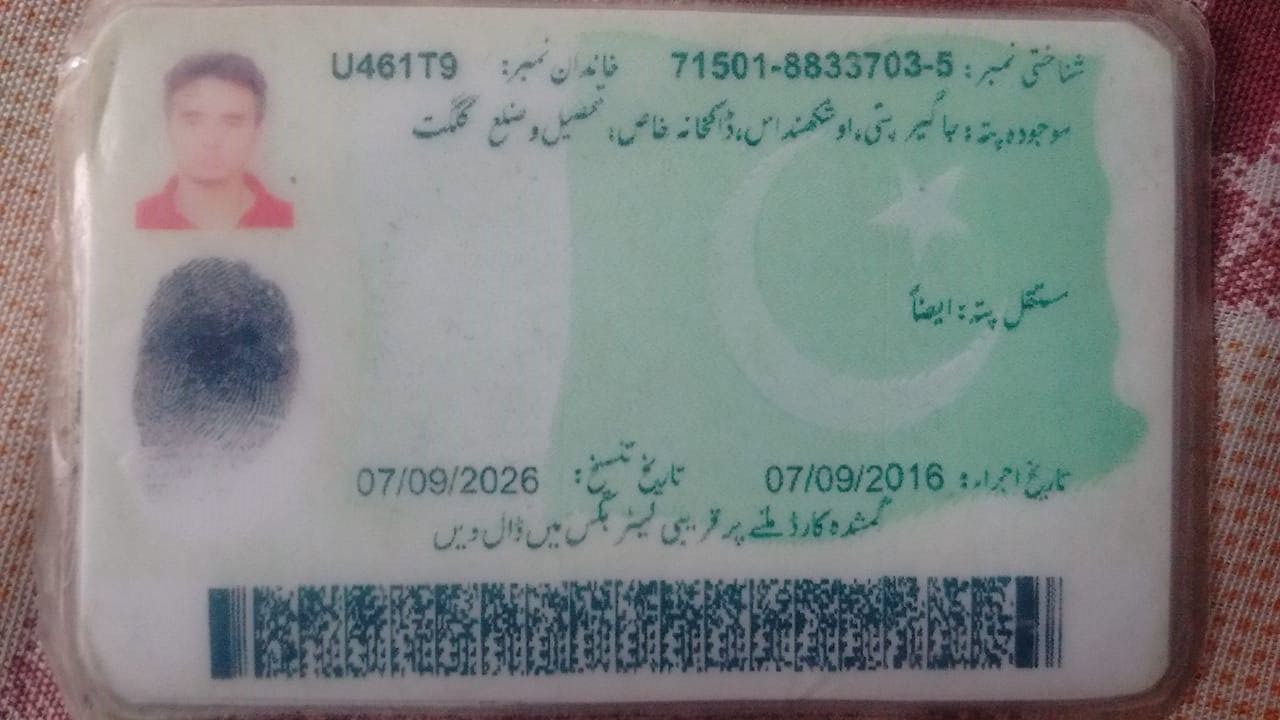 شناختی نمبر: 71501-8833703-5 خاندان نمبر: U461T9
موجودہ پتہ: جاگیر پتی، اوشکھنداس، ڈاکخانہ خاص، تحصیل و ضلع گلگت
مستقل پتہ: ایضاً
تاریخ اجراء: 07/09/2016 تاریخ تنسیخ: 07/09/2026
گمشدہ کارڈ ملنے پر قریبی لیٹر بکس میں ڈال دیں